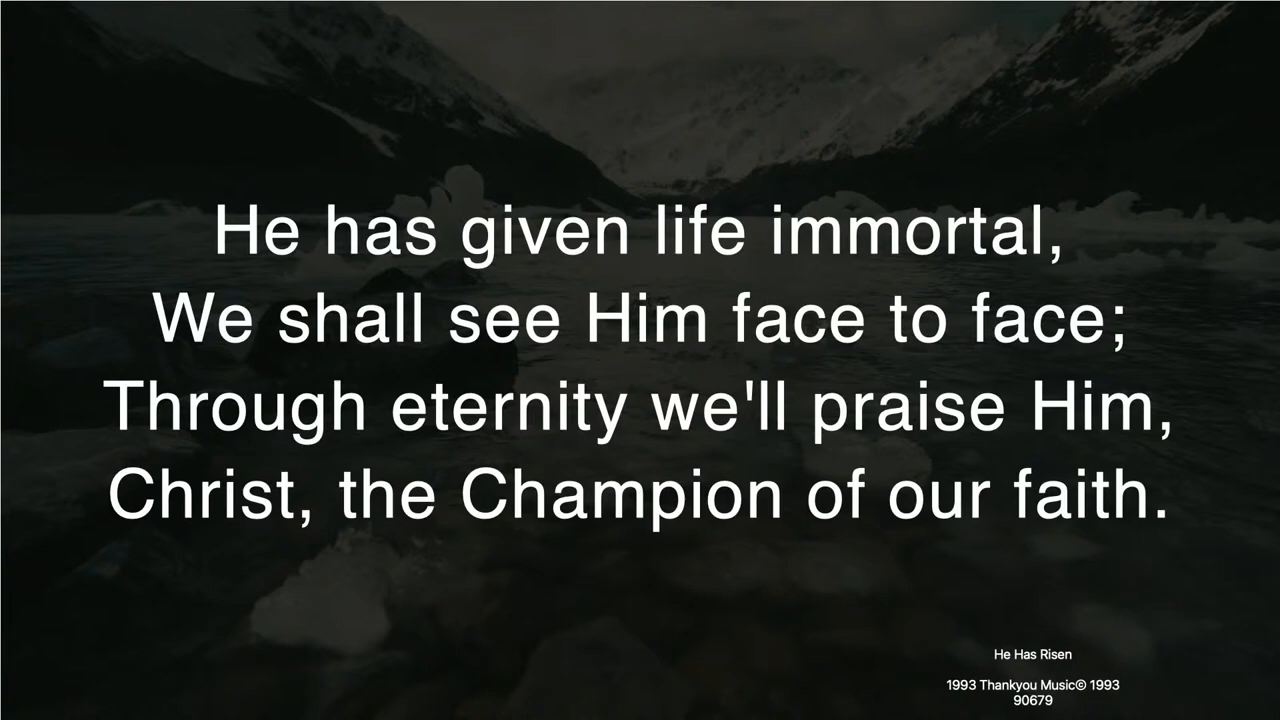 He has given life immortal,
We shall see Him face to face;
Through eternity we'll praise Him,
Christ, the Champion of our faith.
He Has Risen
1993 Thankyou Music© 1993
90679